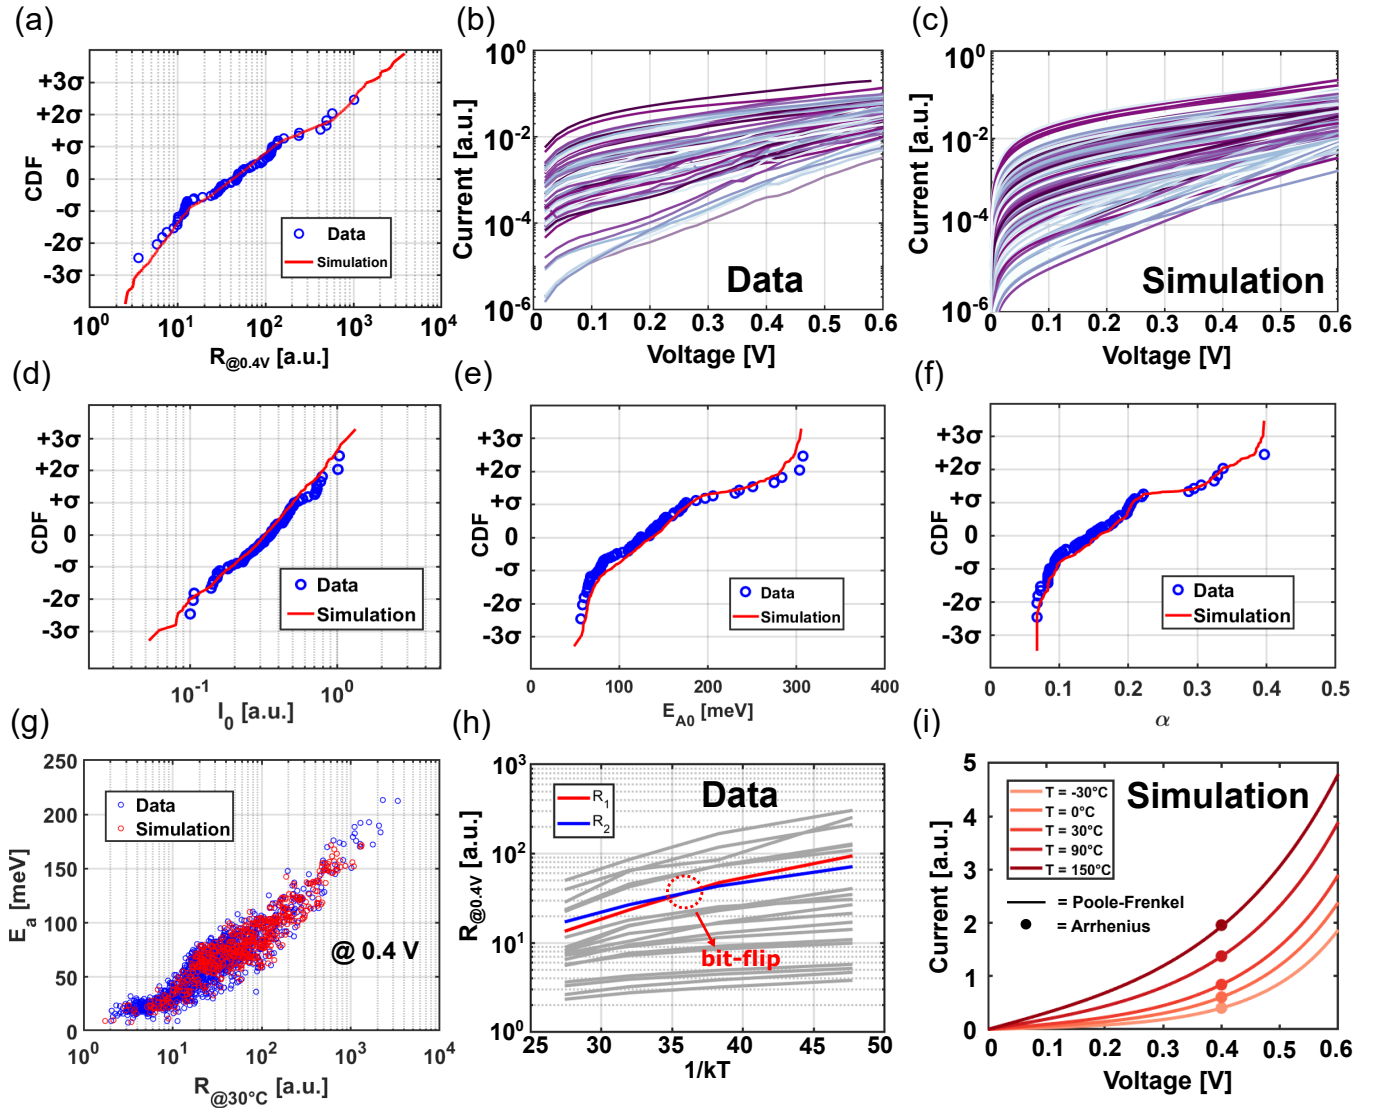 (a)
+3σ
+2σ
+σ
0
-σ
-2σ
-3σ
CDF
10^0 10^1 10^2 10^3 10^4
R@0.4V [a.u.]
Data
Simulation
(b)
10^0
10^-2
10^-4
10^-6
Current [a.u.]
0 0.1 0.2 0.3 0.4 0.5 0.6
Voltage [V]
Data
(c)
10^0
10^-2
10^-4
10^-6
Current [a.u.]
0 0.1 0.2 0.3 0.4 0.5 0.6
Voltage [V]
Simulation
(d)
+3σ
+2σ
+σ
0
-σ
-2σ
-3σ
CDF
10^-1 10^0
I0 [a.u.]
Data
Simulation
(e)
+3σ
+2σ
+σ
0
-σ
-2σ
-3σ
CDF
0 100 200 300 400
EA0 [meV]
Data
Simulation
(f)
+3σ
+2σ
+σ
0
-σ
-2σ
-3σ
CDF
0 0.1 0.2 0.3 0.4 0.5
α
Data
Simulation
(g)
250
200
150
100
50
0
Ea [meV]
10^0 10^1 10^2 10^3 10^4
R@30°C [a.u.]
Data
Simulation
@ 0.4 V
(h)
10^3
10^2
10^1
10^0
R@0.4V [a.u.]
25 30 35 40 45 50
1/kT
R1
R2
Data
bit-flip
(i)
5
4
3
2
1
0
Current [a.u.]
0 0.1 0.2 0.3 0.4 0.5 0.6
Voltage [V]
T = -30°C
T = 0°C
T = 30°C
T = 90°C
T = 150°C
= Poole-Frenkel
= Arrhenius
Simulation